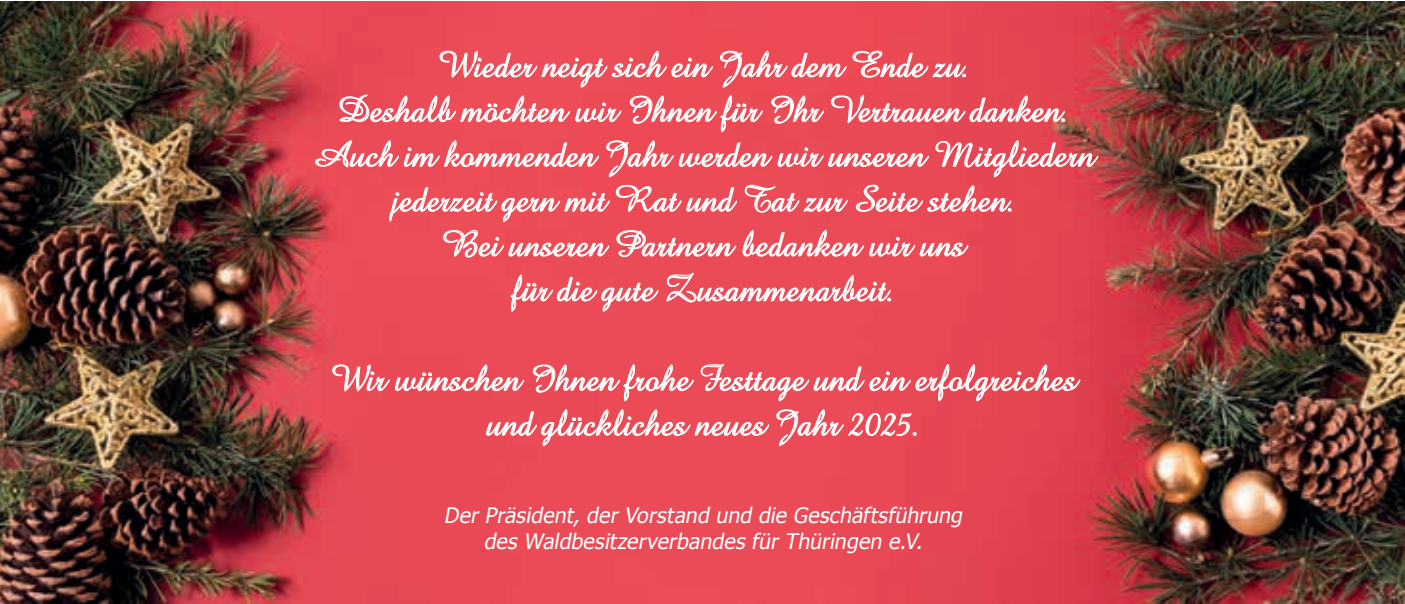 Wieder neigt sich ein Jahr dem Ende zu.
Deshalb möchten wir Ihnen für Ihr Vertrauen danken.
Auch im kommenden Jahr werden wir unseren Mitgliedern
jederzeit gern mit Rat und Tat zur Seite stehen.
Bei unseren Partnern bedanken wir uns
für die gute Zusammenarbeit.
Wir wünschen Ihnen frohe Festtage und ein erfolgreiches
und glückliches neues Jahr 2025.
Der Präsident, der Vorstand und die Geschäftsführung
des Waldbesitzerverbandes für Thüringen e.V.